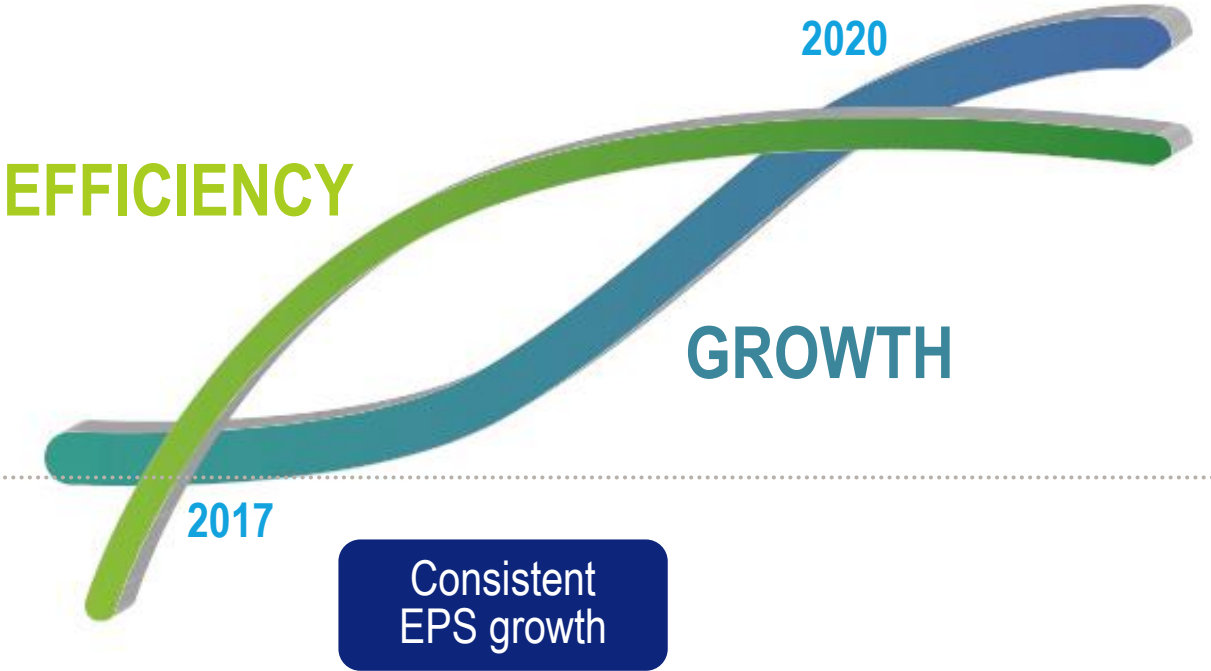 2020
EFFICIENCY
GROWTH
2017
Consistent
EPS growth